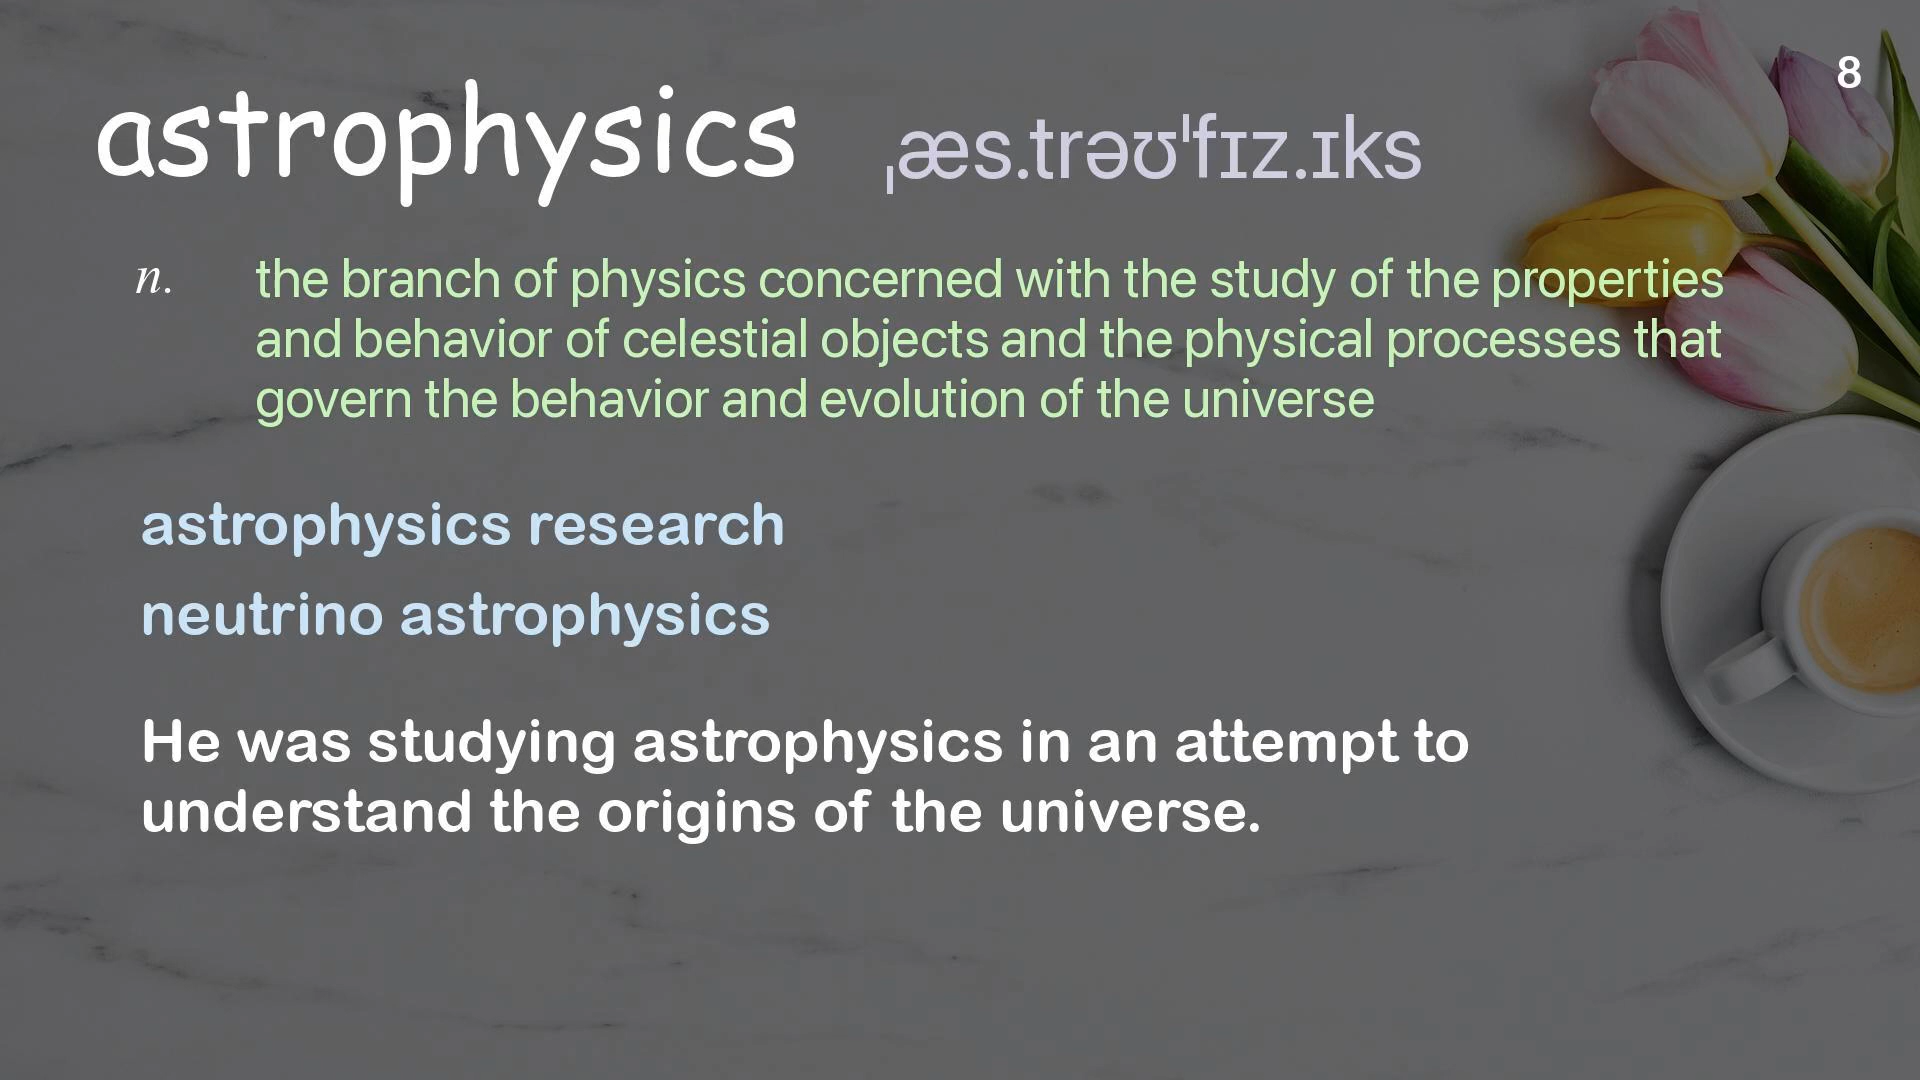 8
astrophysics ˌæs.trəʊˈfɪz.ɪks
n. the branch of physics concerned with the study of the properties
and behavior of celestial objects and the physical processes that
govern the behavior and evolution of the universe
astrophysics research
neutrino astrophysics
He was studying astrophysics in an attempt to
understand the origins of the universe.